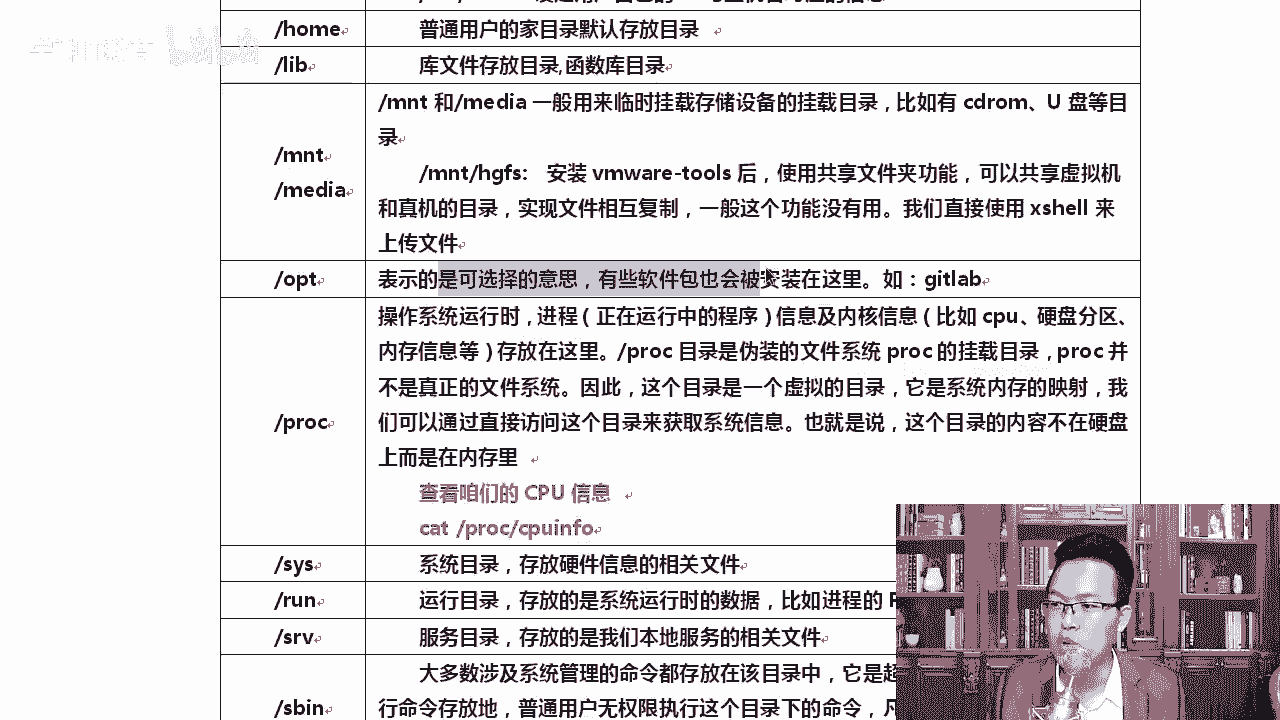 /home 普通用户的家目录默认存放目录
/lib 库文件存放目录,函数库目录
/mnt 和/media 一般用来临时挂载存储设备的挂载目录，比如有 cdrom、U 盘等目
录
/mnt
/media
/mnt/hgfs: 安装 vmware-tools 后，使用共享文件夹功能，可以共享虚拟机
和真机的目录，实现文件相互复制，一般这个功能没有用。我们直接使用 xshell 来
上传文件
/opt 表示的是可选择的意思，有些软件包也会被安装在这里。如：gitlab
操作系统运行时，进程（正在运行中的程序）信息及内核信息（比如 cpu、硬盘分区、
内存信息等）存放在这里。/proc 目录是伪装的文件系统 proc 的挂载目录，proc 并
不是真正的文件系统。因此，这个目录是一个虚拟的目录，它是系统内存的映射，我
/proc 们可以通过直接访问这个目录来获取系统信息。也就是说，这个目录的内容不在硬盘
上而是在内存里
查看咱们的 CPU 信息
cat /proc/cpuinfo
/sys 系统目录，存放硬件信息的相关文件
/run 运行目录，存放的是系统运行时的数据，比如进程的
/srv 服务目录，存放的是我们本地服务的相关文件
大多数涉及系统管理的命令都存放在该目录中，它是超
/sbin 行命令存放地，普通用户无权限执行这个目录下的命令，凡